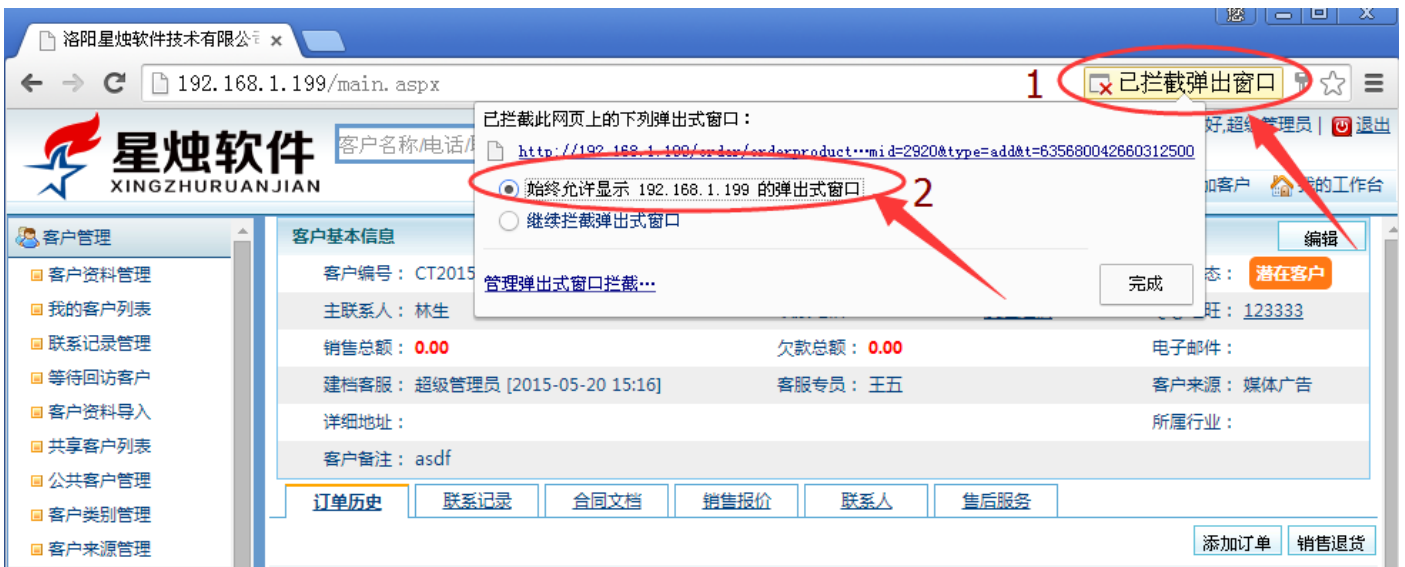 您
洛阳星烛软件技术有限公司
192.168.1.199/main.aspx
1
已拦截弹出窗口
已拦截此网页上的下列弹出式窗口：
http://192.168.1.199/order/orderproduct…mid=2920&type=add&t=635680042660312500
始终允许显示 192.168.1.199 的弹出式窗口
2
继续拦截弹出式窗口
管理弹出式窗口拦截…
完成
星烛软件
XINGZHURUANJIAN
客户名称/电话/
好,超级管理员 | 退出
加客户 我的工作台
客户管理
客户资料管理
我的客户列表
联系记录管理
等待回访客户
客户资料导入
共享客户列表
公共客户管理
客户类别管理
客户来源管理
客户基本信息 编辑
客户编号： CT2015 态： 潜在客户
主联系人： 林生 旺： 123333
销售总额： 0.00 欠款总额： 0.00 电子邮件：
建档客服： 超级管理员 [2015-05-20 15:16] 客服专员： 王五 客户来源： 媒体广告
详细地址： 所属行业：
客户备注： asdf
订单历史 联系记录 合同文档 销售报价 联系人 售后服务
添加订单 销售退货